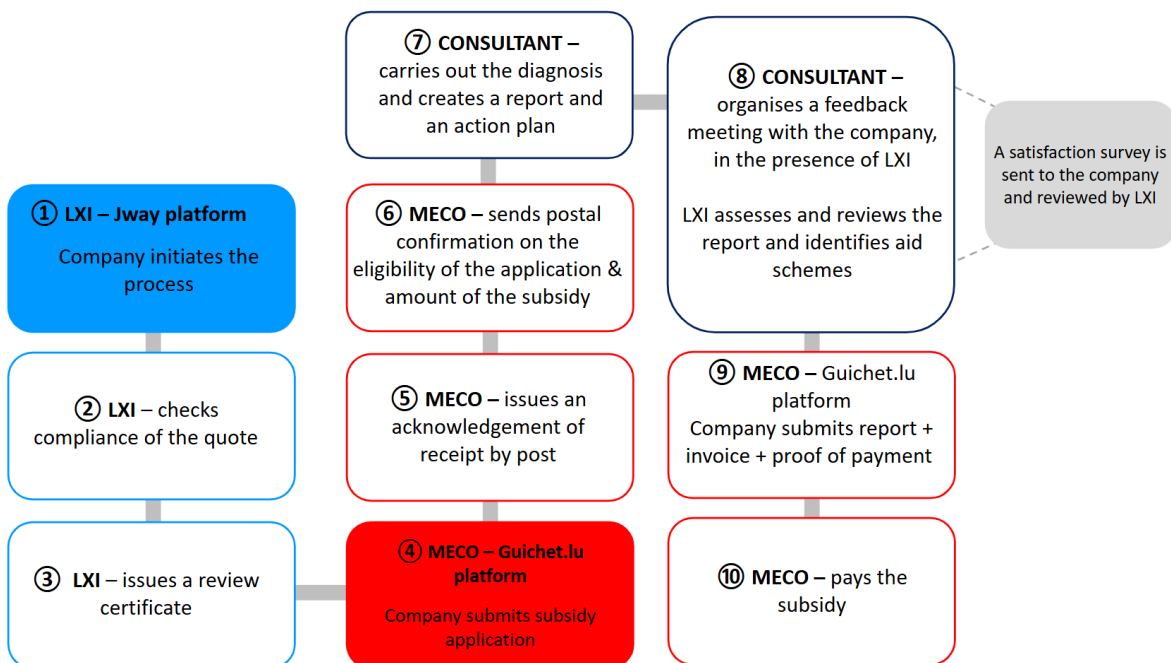 ① LXI – Jway platform
Company initiates the
process
② LXI – checks
compliance of the quote
③ LXI – issues a review
certificate
④ MECO – Guichet.lu
platform
Company submits subsidy
application
⑤ MECO – issues an
acknowledgement of
receipt by post
⑥ MECO – sends postal
confirmation on the
eligibility of the application &
amount of the subsidy
⑦ CONSULTANT –
carries out the diagnosis
and creates a report and
an action plan
⑧ CONSULTANT –
organises a feedback
meeting with the company,
in the presence of LXI
LXI assesses and reviews the
report and identifies aid
schemes
A satisfaction survey is
sent to the company
and reviewed by LXI
⑨ MECO – Guichet.lu
platform
Company submits report +
invoice + proof of payment
⑩ MECO – pays the
subsidy